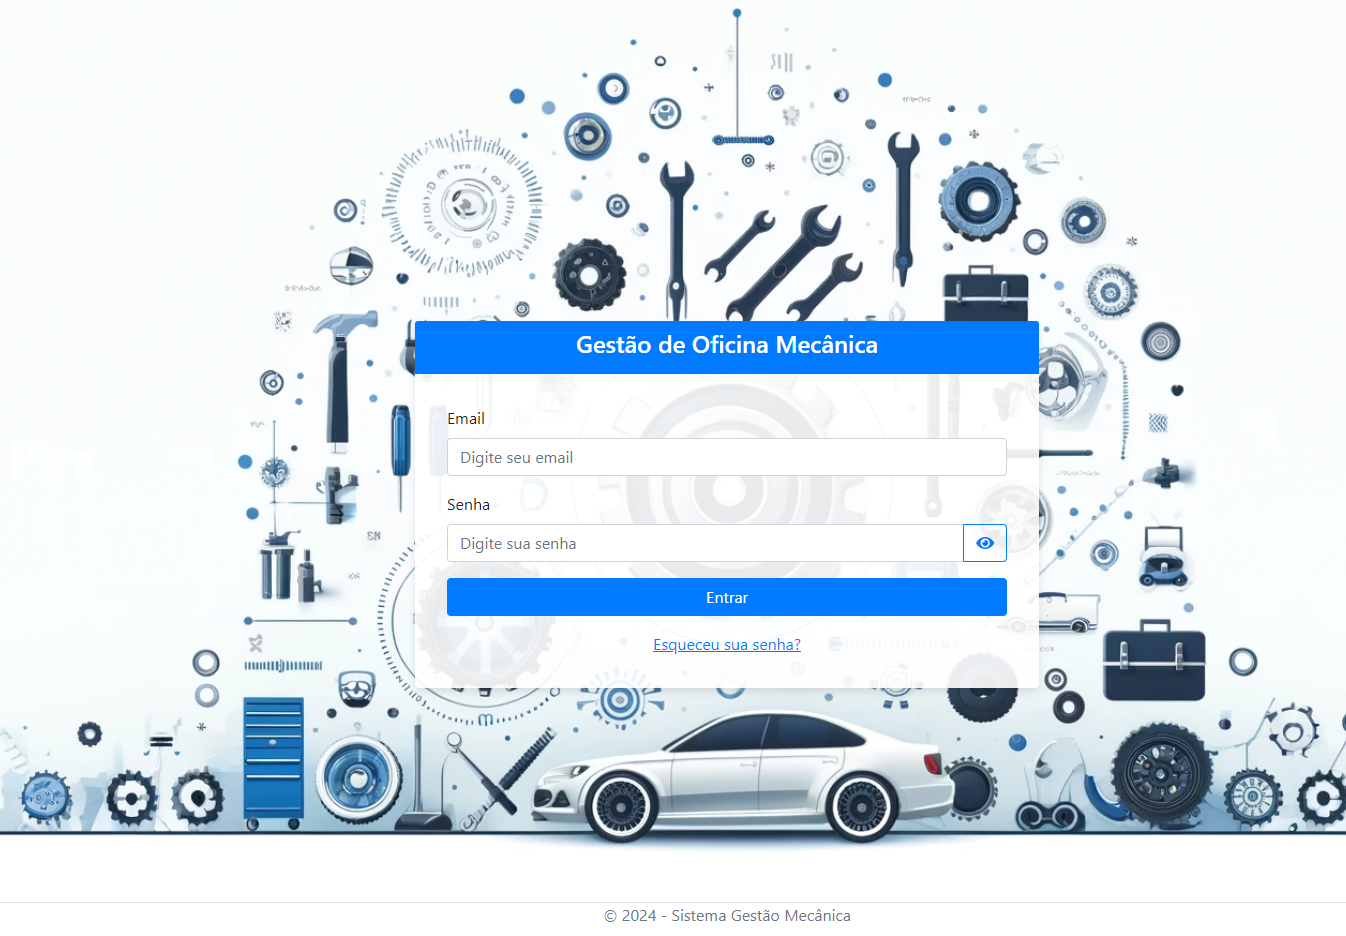 Gestão de Oficina Mecânica
Email
Digite seu email
Senha
Digite sua senha
Entrar
Esqueceu sua senha?
© 2024 - Sistema Gestão Mecânica